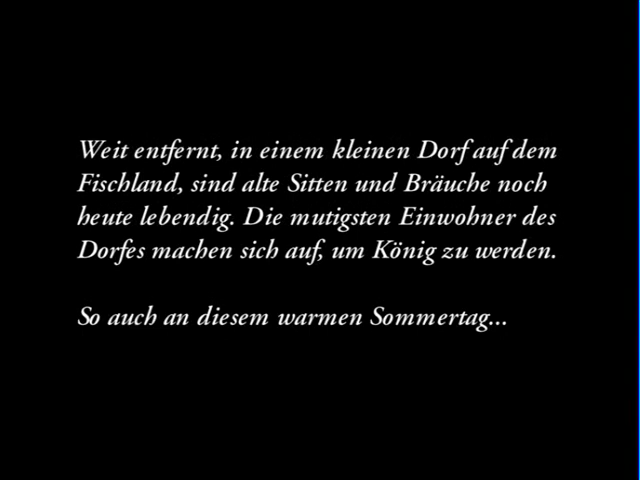 Weit entfernt, in einem kleinen Dorf auf dem
Fischland, sind alte Sitten und Bräuche noch
heute lebendig. Die mutigsten Einwohner des
Dorfes machen sich auf, um König zu werden.
So auch an diesem warmen Sommertag...